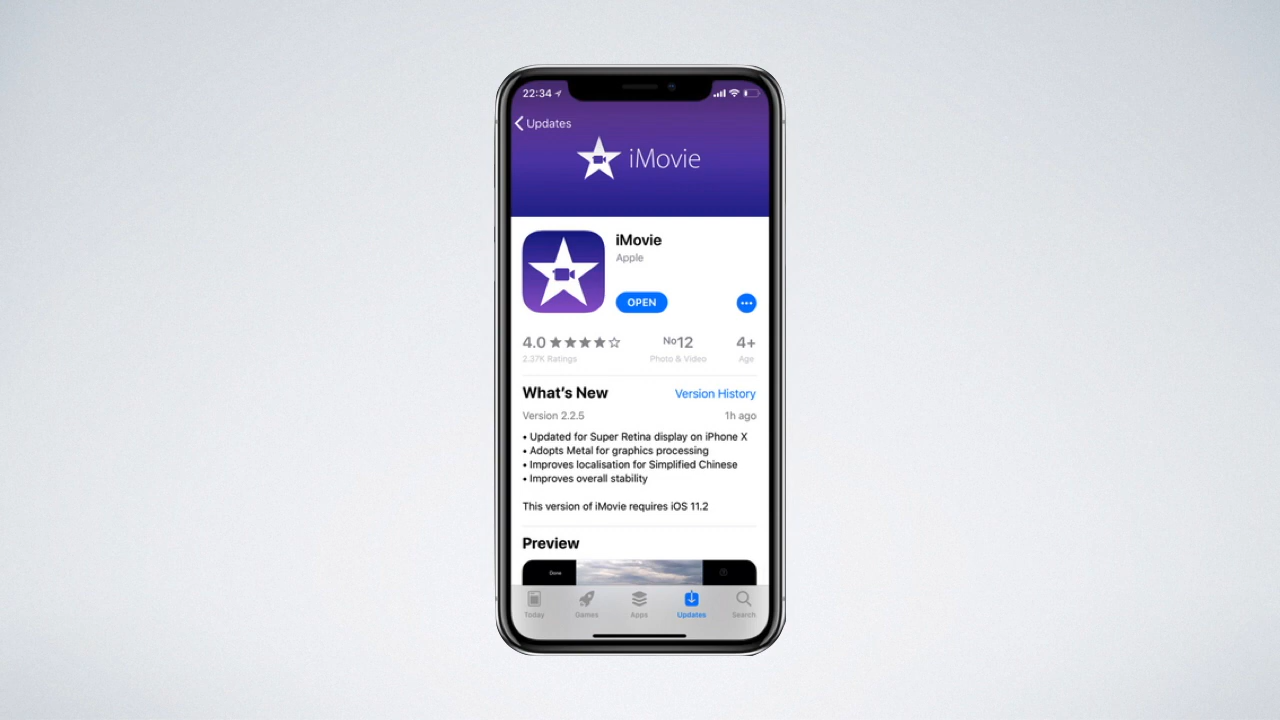 22:34
Updates
iMovie
iMovie
Apple
OPEN
4.0
No12
4+
2.37K Ratings
Photo & Video
Age
What's New
Version History
Version 2.2.5
1h ago
• Updated for Super Retina display on iPhone X
• Adopts Metal for graphics processing
• Improves localisation for Simplified Chinese
• Improves overall stability
This version of iMovie requires iOS 11.2
Preview
Done
Today
Games
Apps
Updates
Search